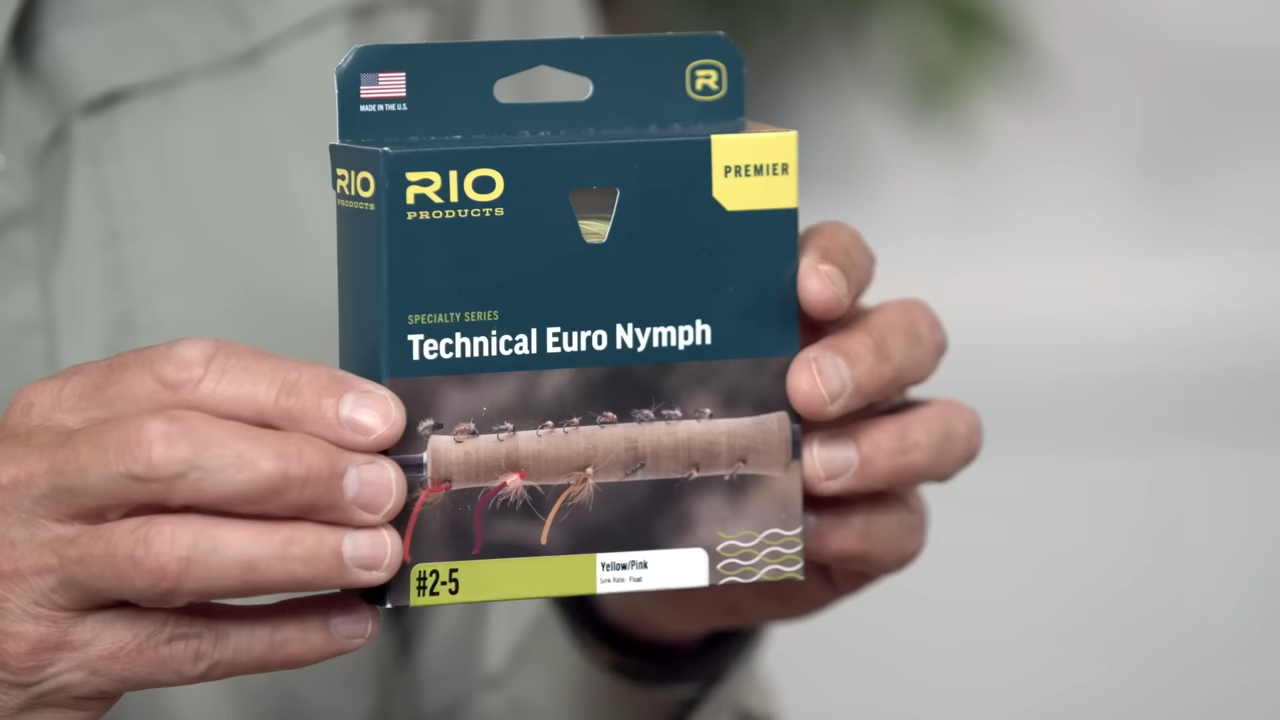 MADE IN THE U.S.
R
RIO
PRODUCTS
RIO
PRODUCTS
PREMIER
SPECIALTY SERIES
Technical Euro Nymph
#2-5
Yellow/Pink
Sink Rate: Float